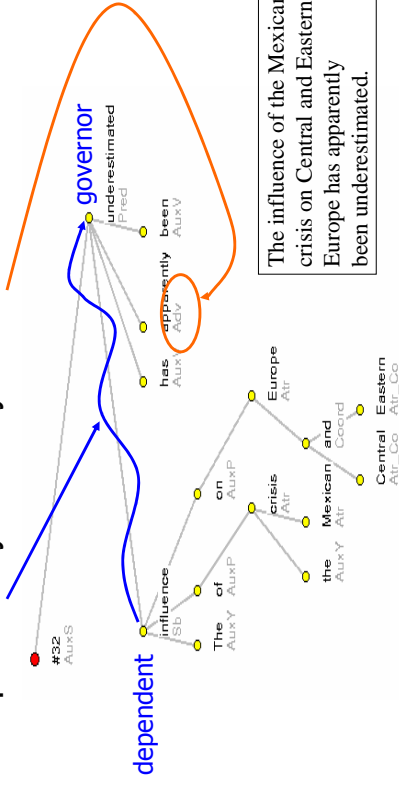 governor
dependent
#32
AuxS
underestimated
Pred
influence
Sb
has
apparently
Adv
been
AuxV
The
AuxY
of
AuxP
on
AuxP
crisis
Atr
Europe
Atr
the
AuxY
Mexican
Atr
and
Coord
Central
Atr_Co
Eastern
Atr_Co
The influence of the Mexican
crisis on Central and Eastern
Europe has apparently
been underestimated.